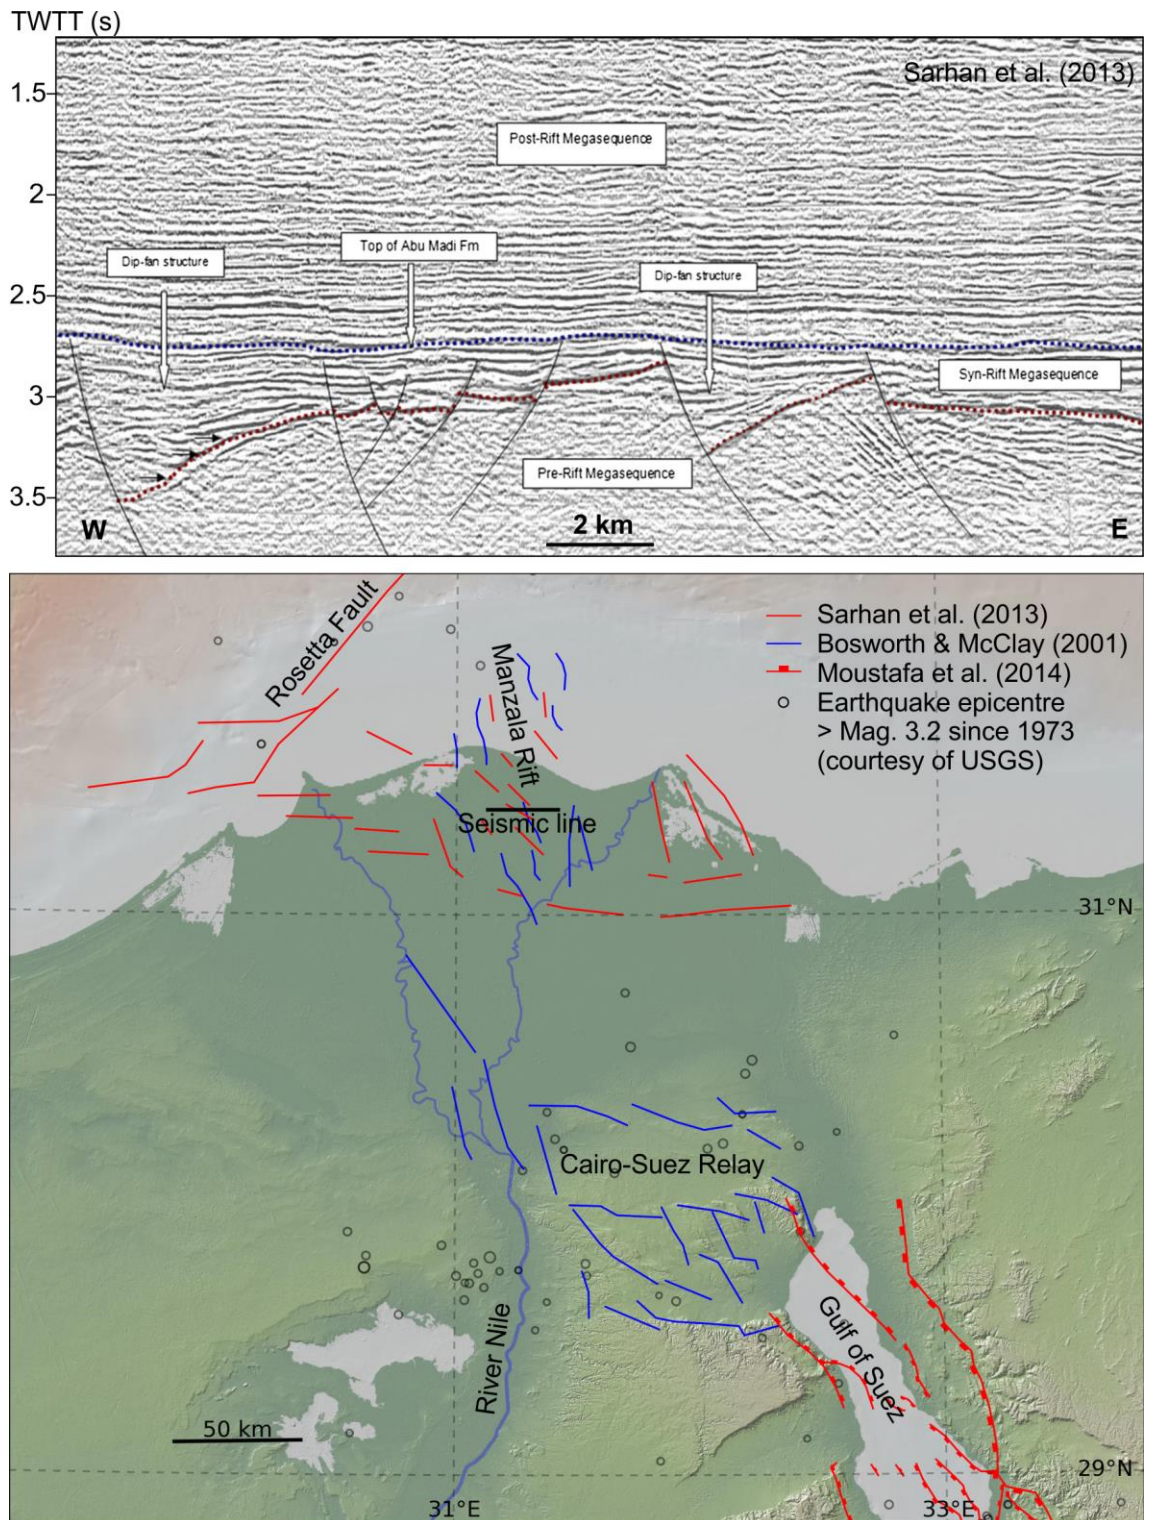 TWTT (s)
Sarhan et al. (2013)
1.5
Post-Rift Megasequence
2
Top of Abu Madi Fm
Dip-fan structure
Dip-fan structure
2.5
3
Syn-Rift Megasequence
Pre-Rift Megasequence
3.5
W
2 km
E
Rosetta Fault
Manzala Rift
Sarhan et al. (2013)
Bosworth & McClay (2001)
Moustafa et al. (2014)
Earthquake epicentre
> Mag. 3.2 since 1973
(courtesy of USGS)
Seismic line
31°N
Cairo-Suez Relay
River Nile
Gulf of Suez
50 km
29°N
31°E
33°E